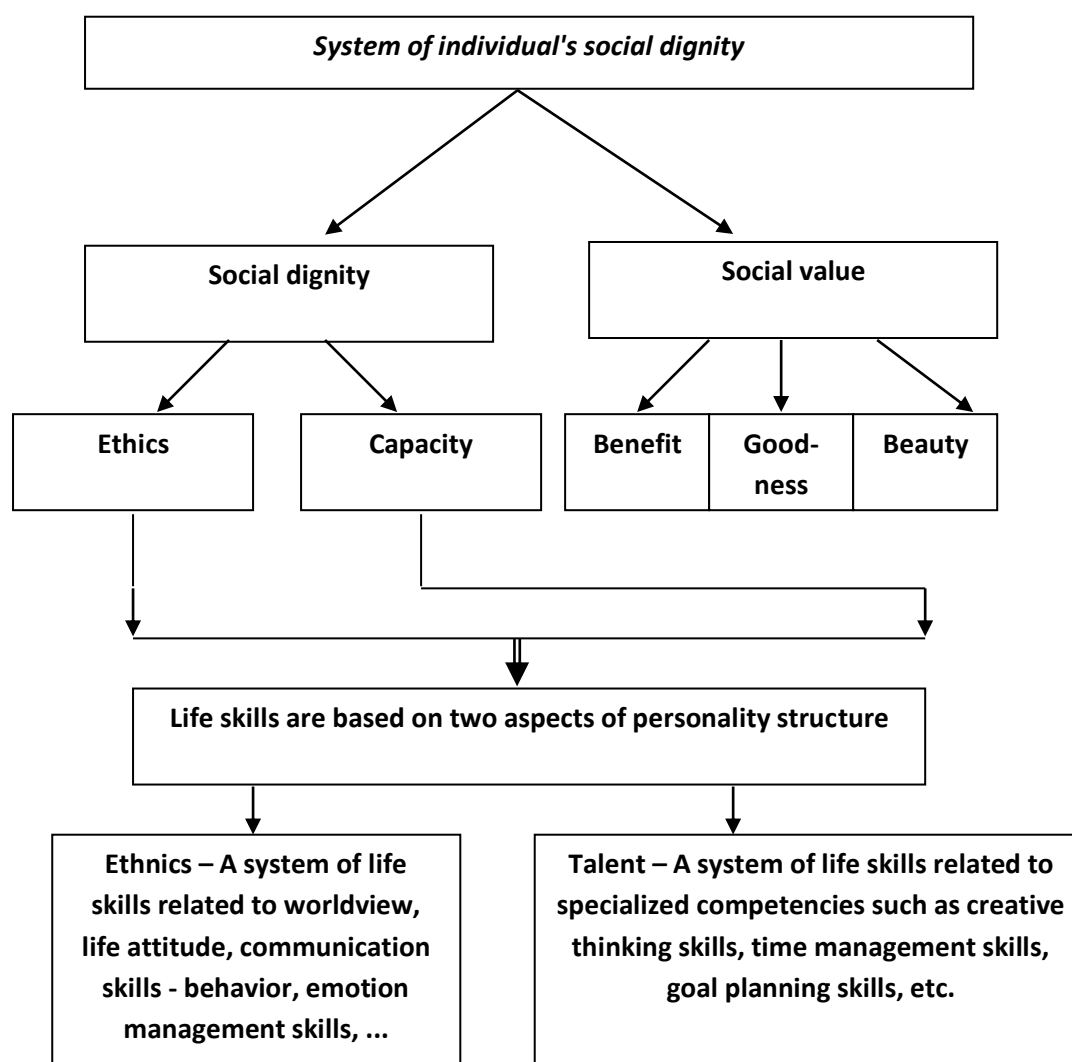 System of individual's social dignity
Social dignity
Social value
Ethics
Capacity
Benefit
Good-
ness
Beauty
Life skills are based on two aspects of personality structure
Ethnics – A system of life
skills related to worldview,
life attitude, communication
skills - behavior, emotion
management skills, ...
Talent – A system of life skills related to
specialized competencies such as creative
thinking skills, time management skills,
goal planning skills, etc.